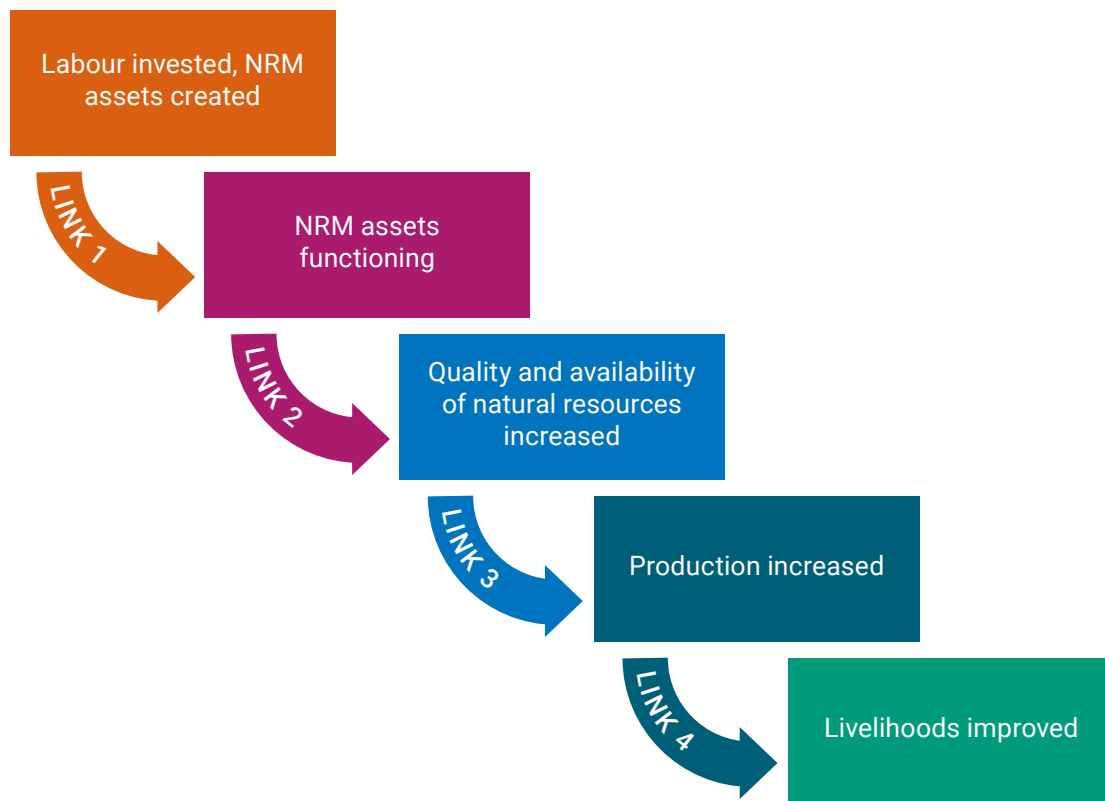 Labour invested, NRM
assets created
LINK 1
NRM assets
functioning
LINK 2
Quality and availability
of natural resources
increased
LINK 3
Production increased
LINK 4
Livelihoods improved